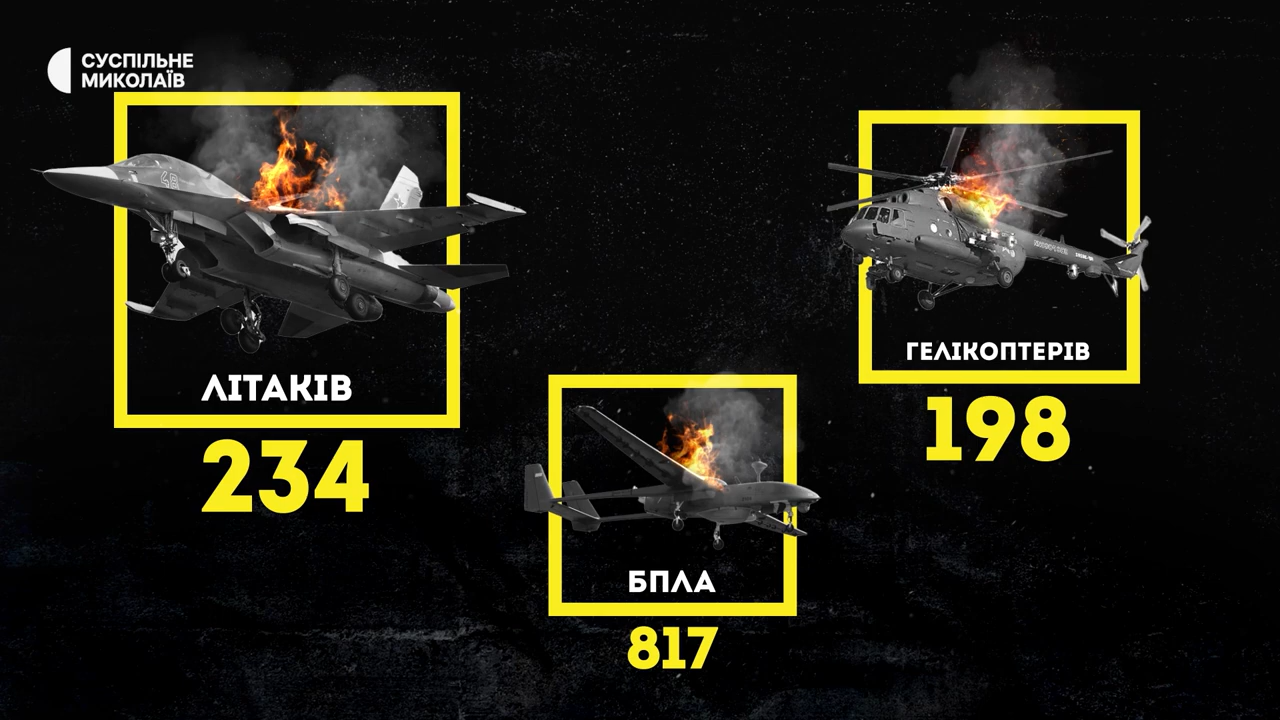 СУСПІЛЬНЕ
МИКОЛАЇВ
ЛІТАКІВ
234
ГЕЛІКОПТЕРІВ
198
БПЛА
817